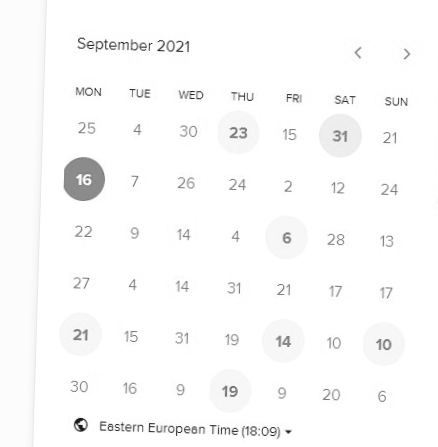 September 2021
< >
MON TUE WED THU FRI SAT SUN
25 4 30 23 15 31 21
16 7 26 24 2 12 24
22 9 14 4 6 28 13
27 4 14 31 21 17 17
21 15 31 19 14 10 10
30 16 9 19 9 20 6
Eastern European Time (18:09)